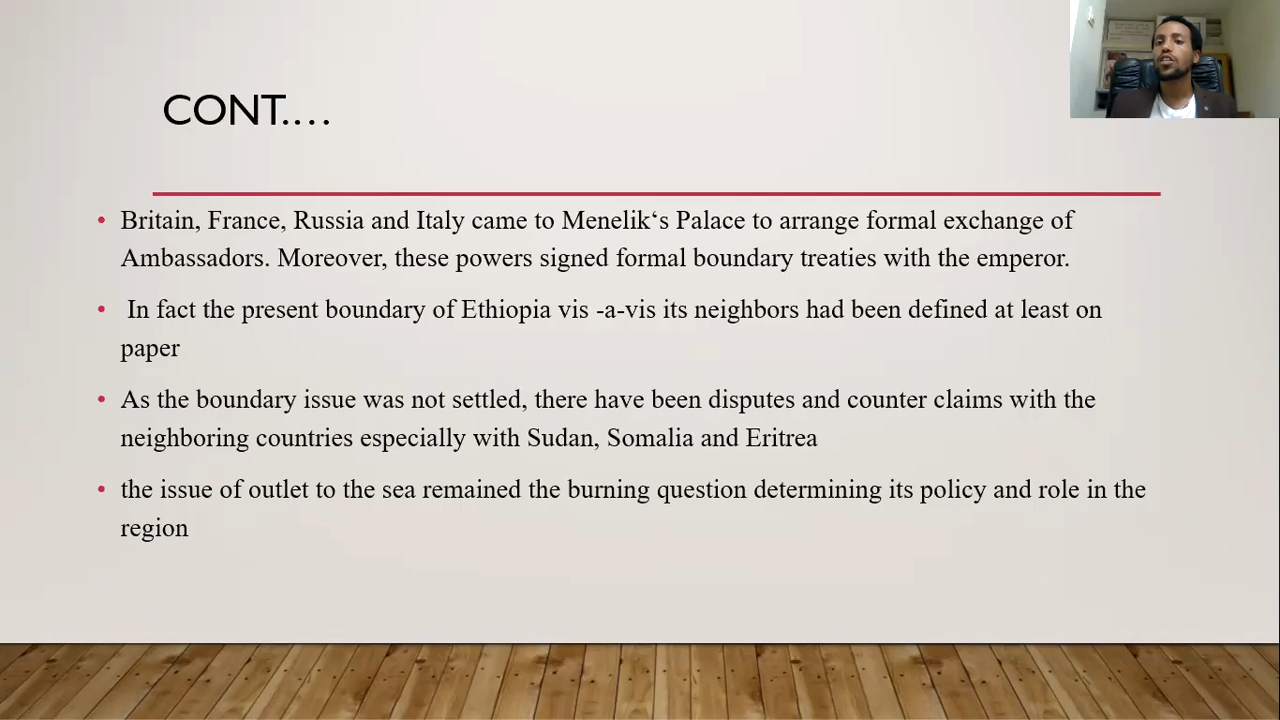 CONT.…
• Britain, France, Russia and Italy came to Menelik‘s Palace to arrange formal exchange of
Ambassadors. Moreover, these powers signed formal boundary treaties with the emperor.
• In fact the present boundary of Ethiopia vis -a-vis its neighbors had been defined at least on
paper
• As the boundary issue was not settled, there have been disputes and counter claims with the
neighboring countries especially with Sudan, Somalia and Eritrea
• the issue of outlet to the sea remained the burning question determining its policy and role in the
region